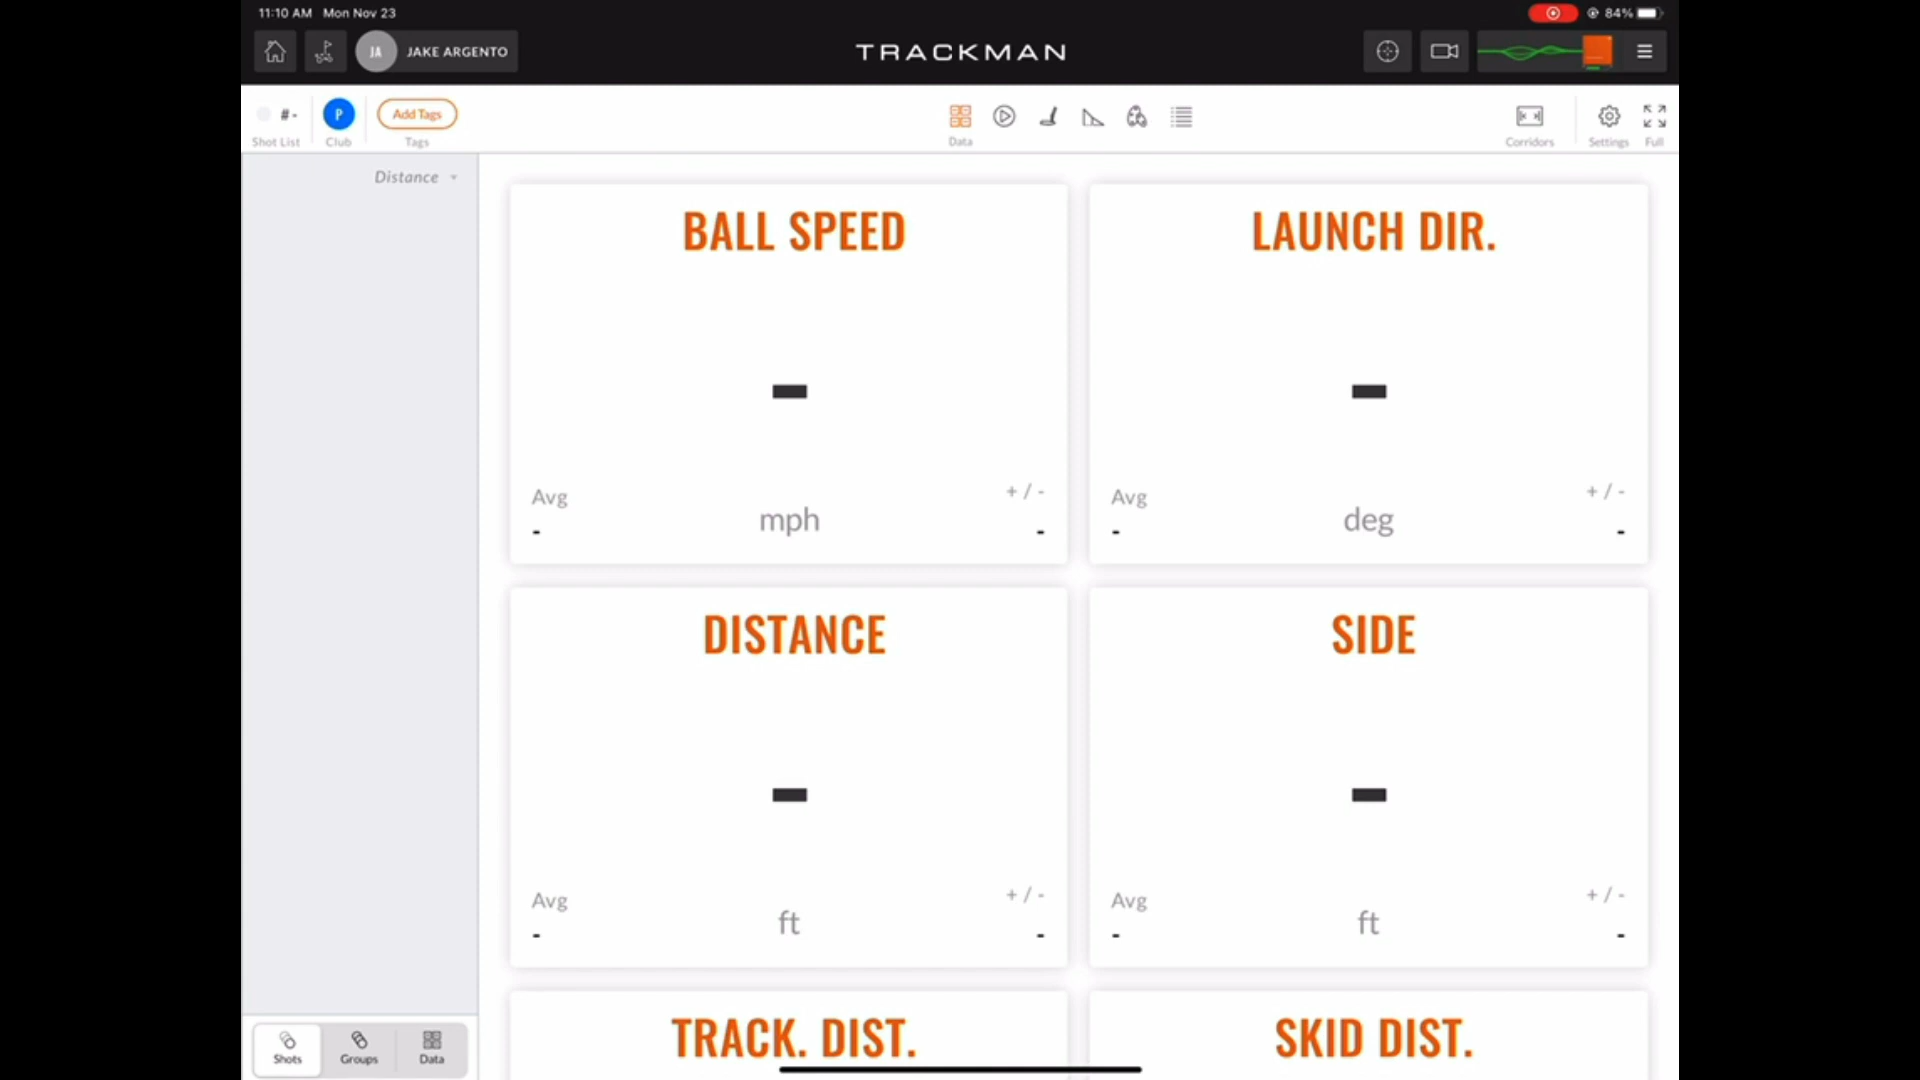 11:10 AM Mon Nov 23
84%
JA JAKE ARGENTO
TRACKMAN
#-
P
Add Tags
Shot List
Club
Tags
Data
Corridors
Settings
Full
Distance
BALL SPEED
-
Avg
-
mph
+ / -
-
LAUNCH DIR.
-
Avg
-
deg
+ / -
-
DISTANCE
-
Avg
-
ft
+ / -
-
SIDE
-
Avg
-
ft
+ / -
-
TRACK. DIST.
SKID DIST.
Shots
Groups
Data